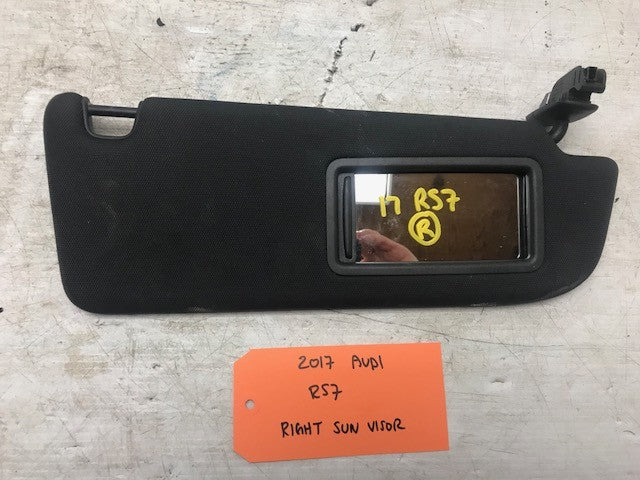 17 RS7
R
2017 AUDI
RS7
RIGHT SUN VISOR